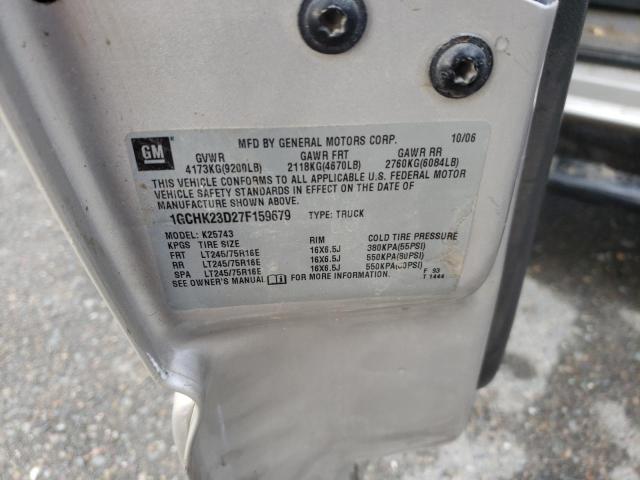 GM
MFD BY GENERAL MOTORS CORP. 10/06
GVWR GAWR FRT GAWR RR
4173KG(9200LB) 2118KG(4670LB) 2760KG(6084LB)
THIS VEHICLE CONFORMS TO ALL APPLICABLE U.S. FEDERAL MOTOR
VEHICLE SAFETY STANDARDS IN EFFECT ON THE DATE OF
MANUFACTURE SHOWN ABOVE.
1GCHK23D27F159679 TYPE: TRUCK
MODEL: K25743
KPGS TIRE SIZE RIM COLD TIRE PRESSURE
FRT LT245/75R16E 16X6.5J 380KPA(55PSI)
RR LT245/75R16E 16X6.5J 550KPA(80PSI)
SPA LT245/75R16E 16X6.5J 550KPA(80PSI)
SEE OWNER'S MANUAL FOR MORE INFORMATION. F 93
T 1444